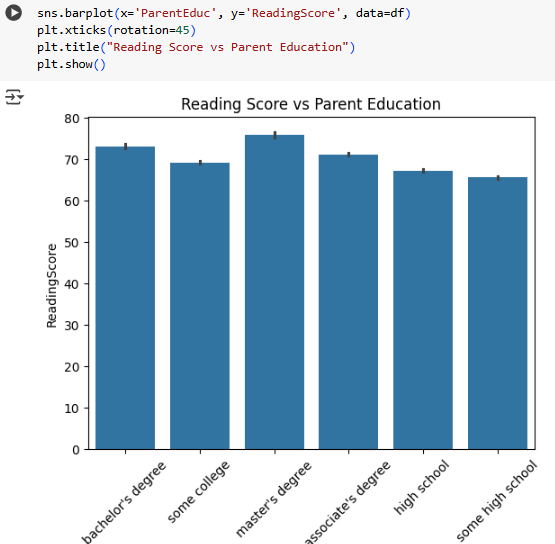 sns.barplot(x='ParentEduc', y='ReadingScore', data=df)
plt.xticks(rotation=45)
plt.title("Reading Score vs Parent Education")
plt.show()
Reading Score vs Parent Education
80
70
60
50
40
30
20
10
0
ReadingScore
bachelor's degree
some college
master's degree
associate's degree
high school
some high school